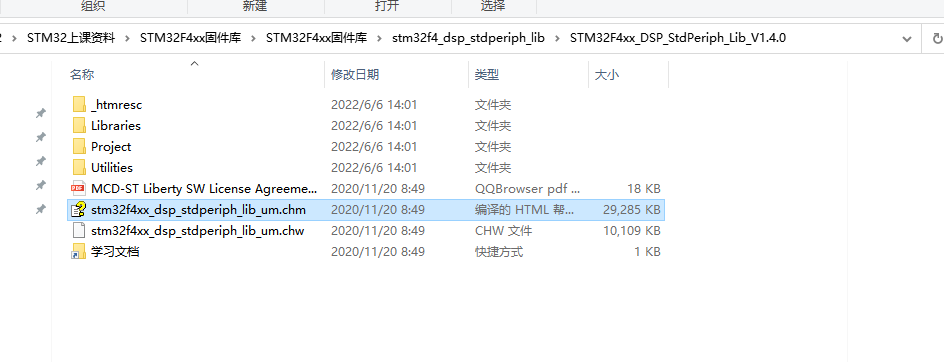 组织 新建 打开 选择
2 › STM32上课资料 › STM32F4xx固件库 › STM32F4xx固件库 › stm32f4_dsp_stdperiph_lib › STM32F4xx_DSP_StdPeriph_Lib_V1.4.0
名称 修改日期 类型 大小
_htmresc 2022/6/6 14:01 文件夹
Libraries 2022/6/6 14:01 文件夹
Project 2022/6/6 14:01 文件夹
Utilities 2022/6/6 14:01 文件夹
MCD-ST Liberty SW License Agreeme... 2020/11/20 8:49 QQBrowser pdf ... 18 KB
stm32f4xx_dsp_stdperiph_lib_um.chm 2020/11/20 8:49 编译的 HTML 帮... 29,285 KB
stm32f4xx_dsp_stdperiph_lib_um.chw 2020/11/20 8:49 CHW 文件 10,109 KB
学习文档 2020/11/20 8:49 快捷方式 1 KB